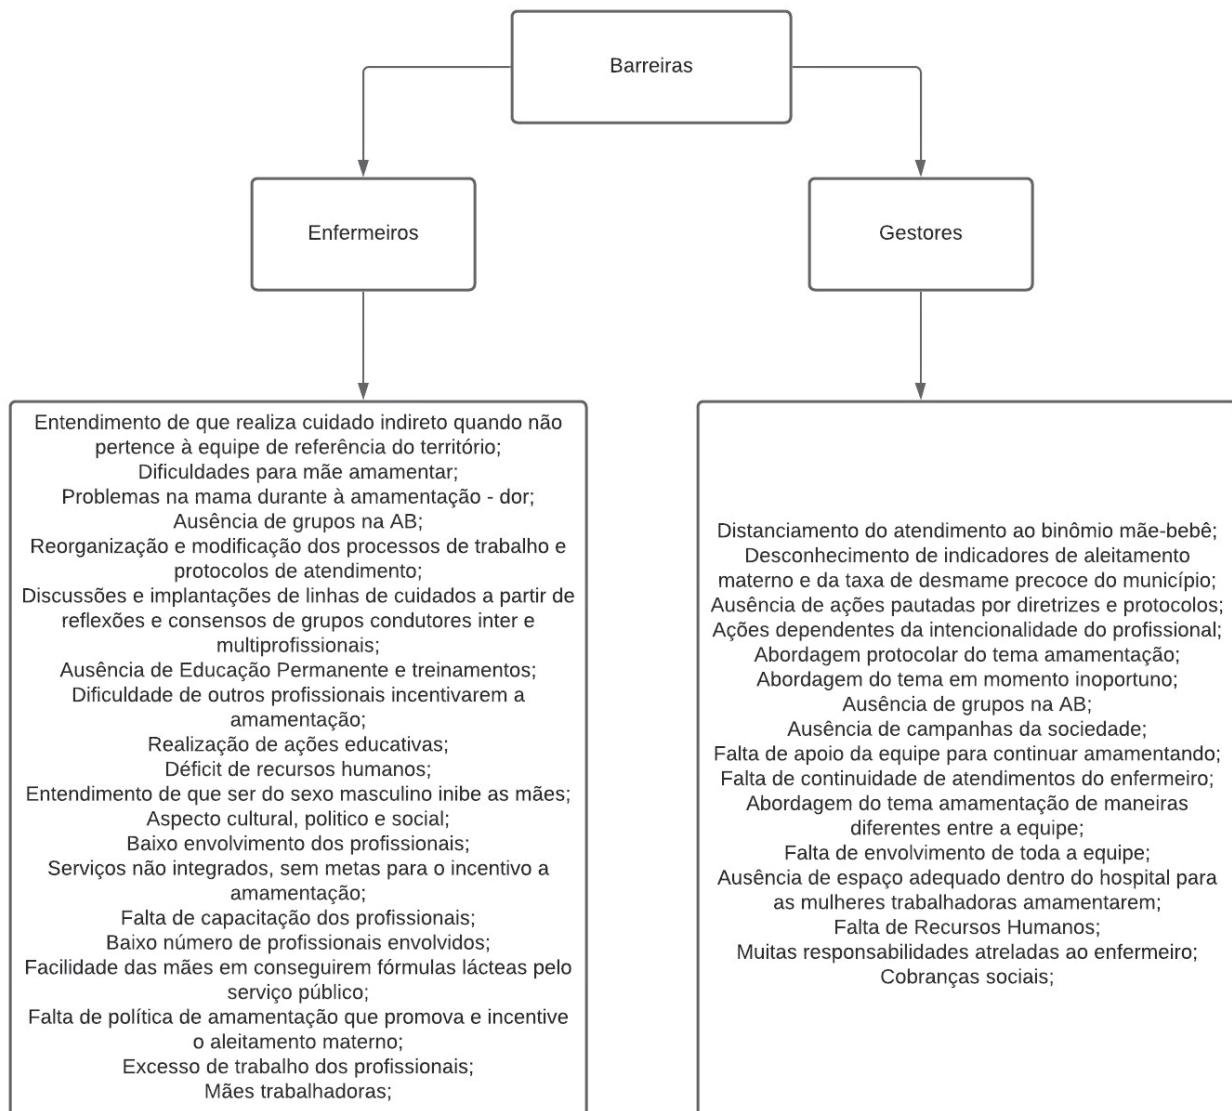 Barreiras
Enfermeiros
Gestores
Entendimento de que realiza cuidado indireto quando não
pertence à equipe de referência do território;
Dificuldades para mãe amamentar;
Problemas na mama durante à amamentação - dor;
Ausência de grupos na AB;
Reorganização e modificação dos processos de trabalho e
protocolos de atendimento;
Discussões e implantações de linhas de cuidados a partir de
reflexões e consensos de grupos condutores inter e
multiprofissionais;
Ausência de Educação Permanente e treinamentos;
Dificuldade de outros profissionais incentivarem a
amamentação;
Realização de ações educativas;
Déficit de recursos humanos;
Entendimento de que ser do sexo masculino inibe as mães;
Aspecto cultural, politico e social;
Baixo envolvimento dos profissionais;
Serviços não integrados, sem metas para o incentivo a
amamentação;
Falta de capacitação dos profissionais;
Baixo número de profissionais envolvidos;
Facilidade das mães em conseguirem fórmulas lácteas pelo
serviço público;
Falta de política de amamentação que promova e incentive
o aleitamento materno;
Excesso de trabalho dos profissionais;
Mães trabalhadoras;
Distanciamento do atendimento ao binômio mãe-bebê;
Desconhecimento de indicadores de aleitamento
materno e da taxa de desmame precoce do município;
Ausência de ações pautadas por diretrizes e protocolos;
Ações dependentes da intencionalidade do profissional;
Abordagem protocolar do tema amamentação;
Abordagem do tema em momento inoportuno;
Ausência de grupos na AB;
Ausência de campanhas da sociedade;
Falta de apoio da equipe para continuar amamentando;
Falta de continuidade de atendimentos do enfermeiro;
Abordagem do tema amamentação de maneiras
diferentes entre a equipe;
Falta de envolvimento de toda a equipe;
Ausência de espaço adequado dentro do hospital para
as mulheres trabalhadoras amamentarem;
Falta de Recursos Humanos;
Muitas responsabilidades atreladas ao enfermeiro;
Cobranças sociais;